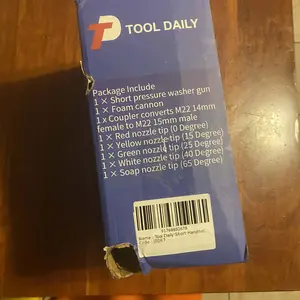 TD TOOL DAILY
Package Include
1 × Short pressure washer gun
1 × Foam cannon
1x Coupler converts M22 14mm
female to M22 15mm male
1 × Red nozzle tip (0 Degree)
1 × Yellow nozzle tip (15 Degree)
1 × Green nozzle tip (25 Degree)
1 × White nozzle tip (40 Degree)
1 × Soap nozzle tip (65 Degree)